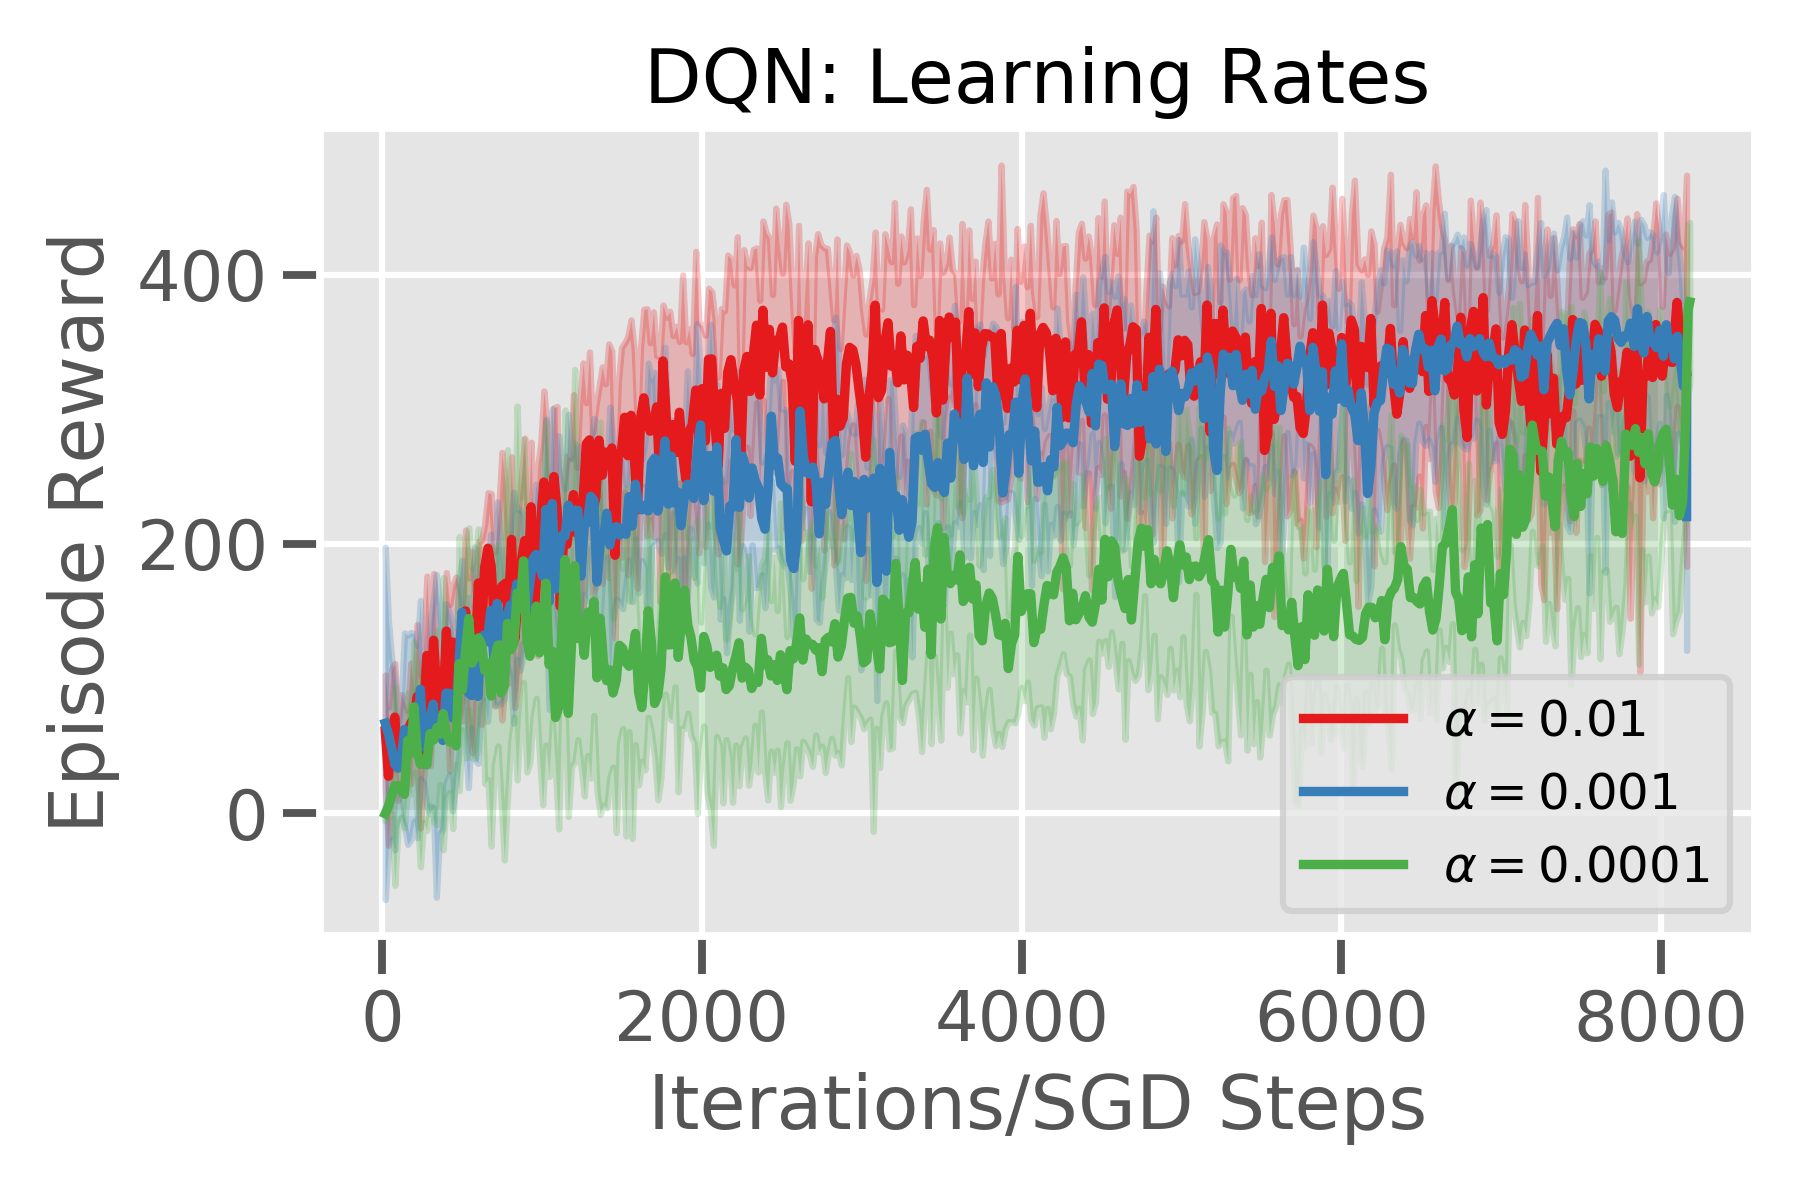 DQN: Learning Rates
Episode Reward
400
200
0
α = 0.01
α = 0.001
α = 0.0001
0 2000 4000 6000 8000
Iterations/SGD Steps